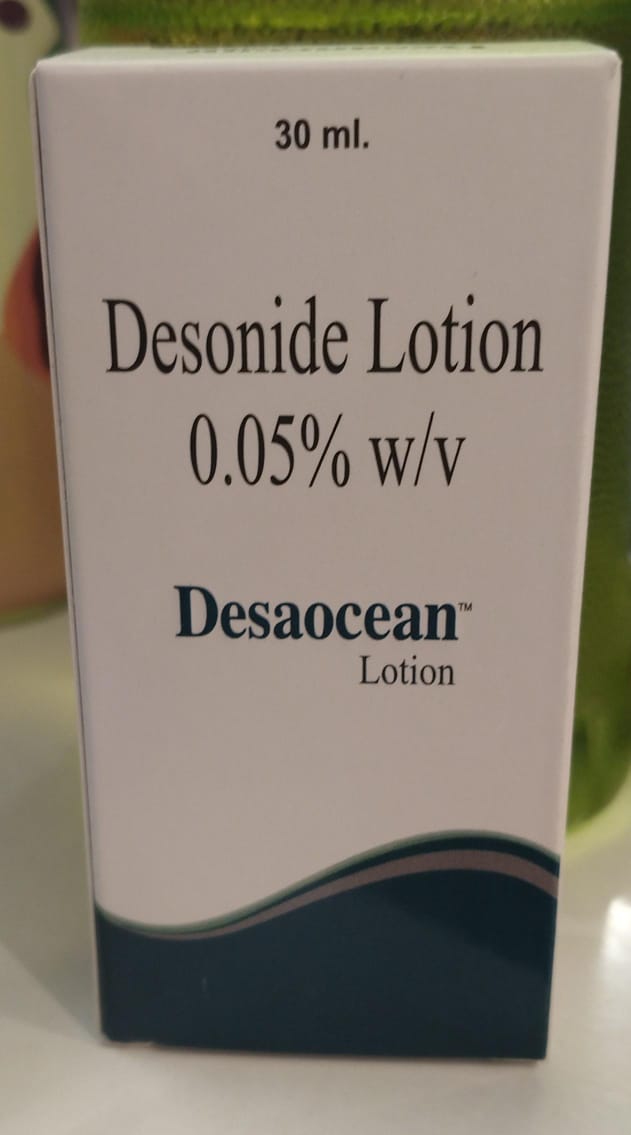 30 ml.
Desonide Lotion
0.05% w/v
Desaocean™
Lotion